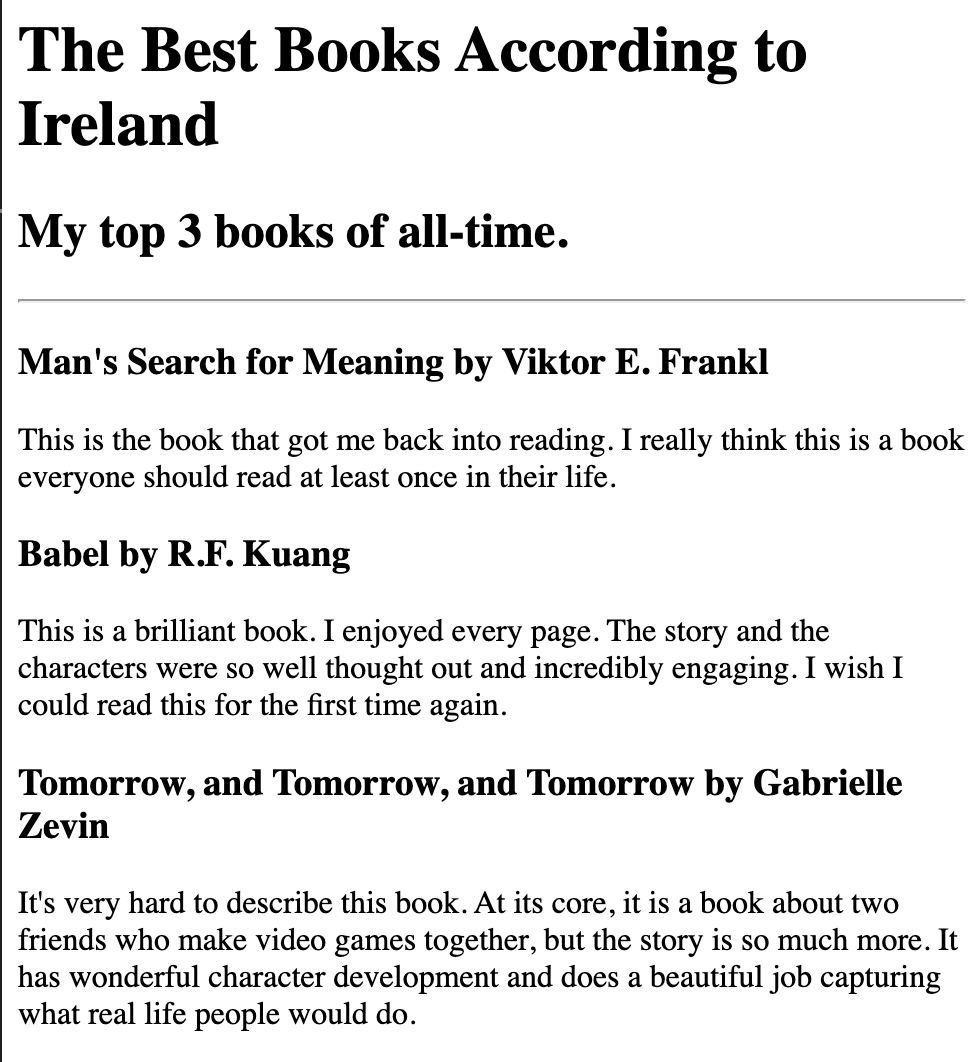 The Best Books According to
Ireland
My top 3 books of all-time.
Man's Search for Meaning by Viktor E. Frankl
This is the book that got me back into reading. I really think this is a book
everyone should read at least once in their life.
Babel by R.F. Kuang
This is a brilliant book. I enjoyed every page. The story and the
characters were so well thought out and incredibly engaging. I wish I
could read this for the first time again.
Tomorrow, and Tomorrow, and Tomorrow by Gabrielle
Zevin
It's very hard to describe this book. At its core, it is a book about two
friends who make video games together, but the story is so much more. It
has wonderful character development and does a beautiful job capturing
what real life people would do.